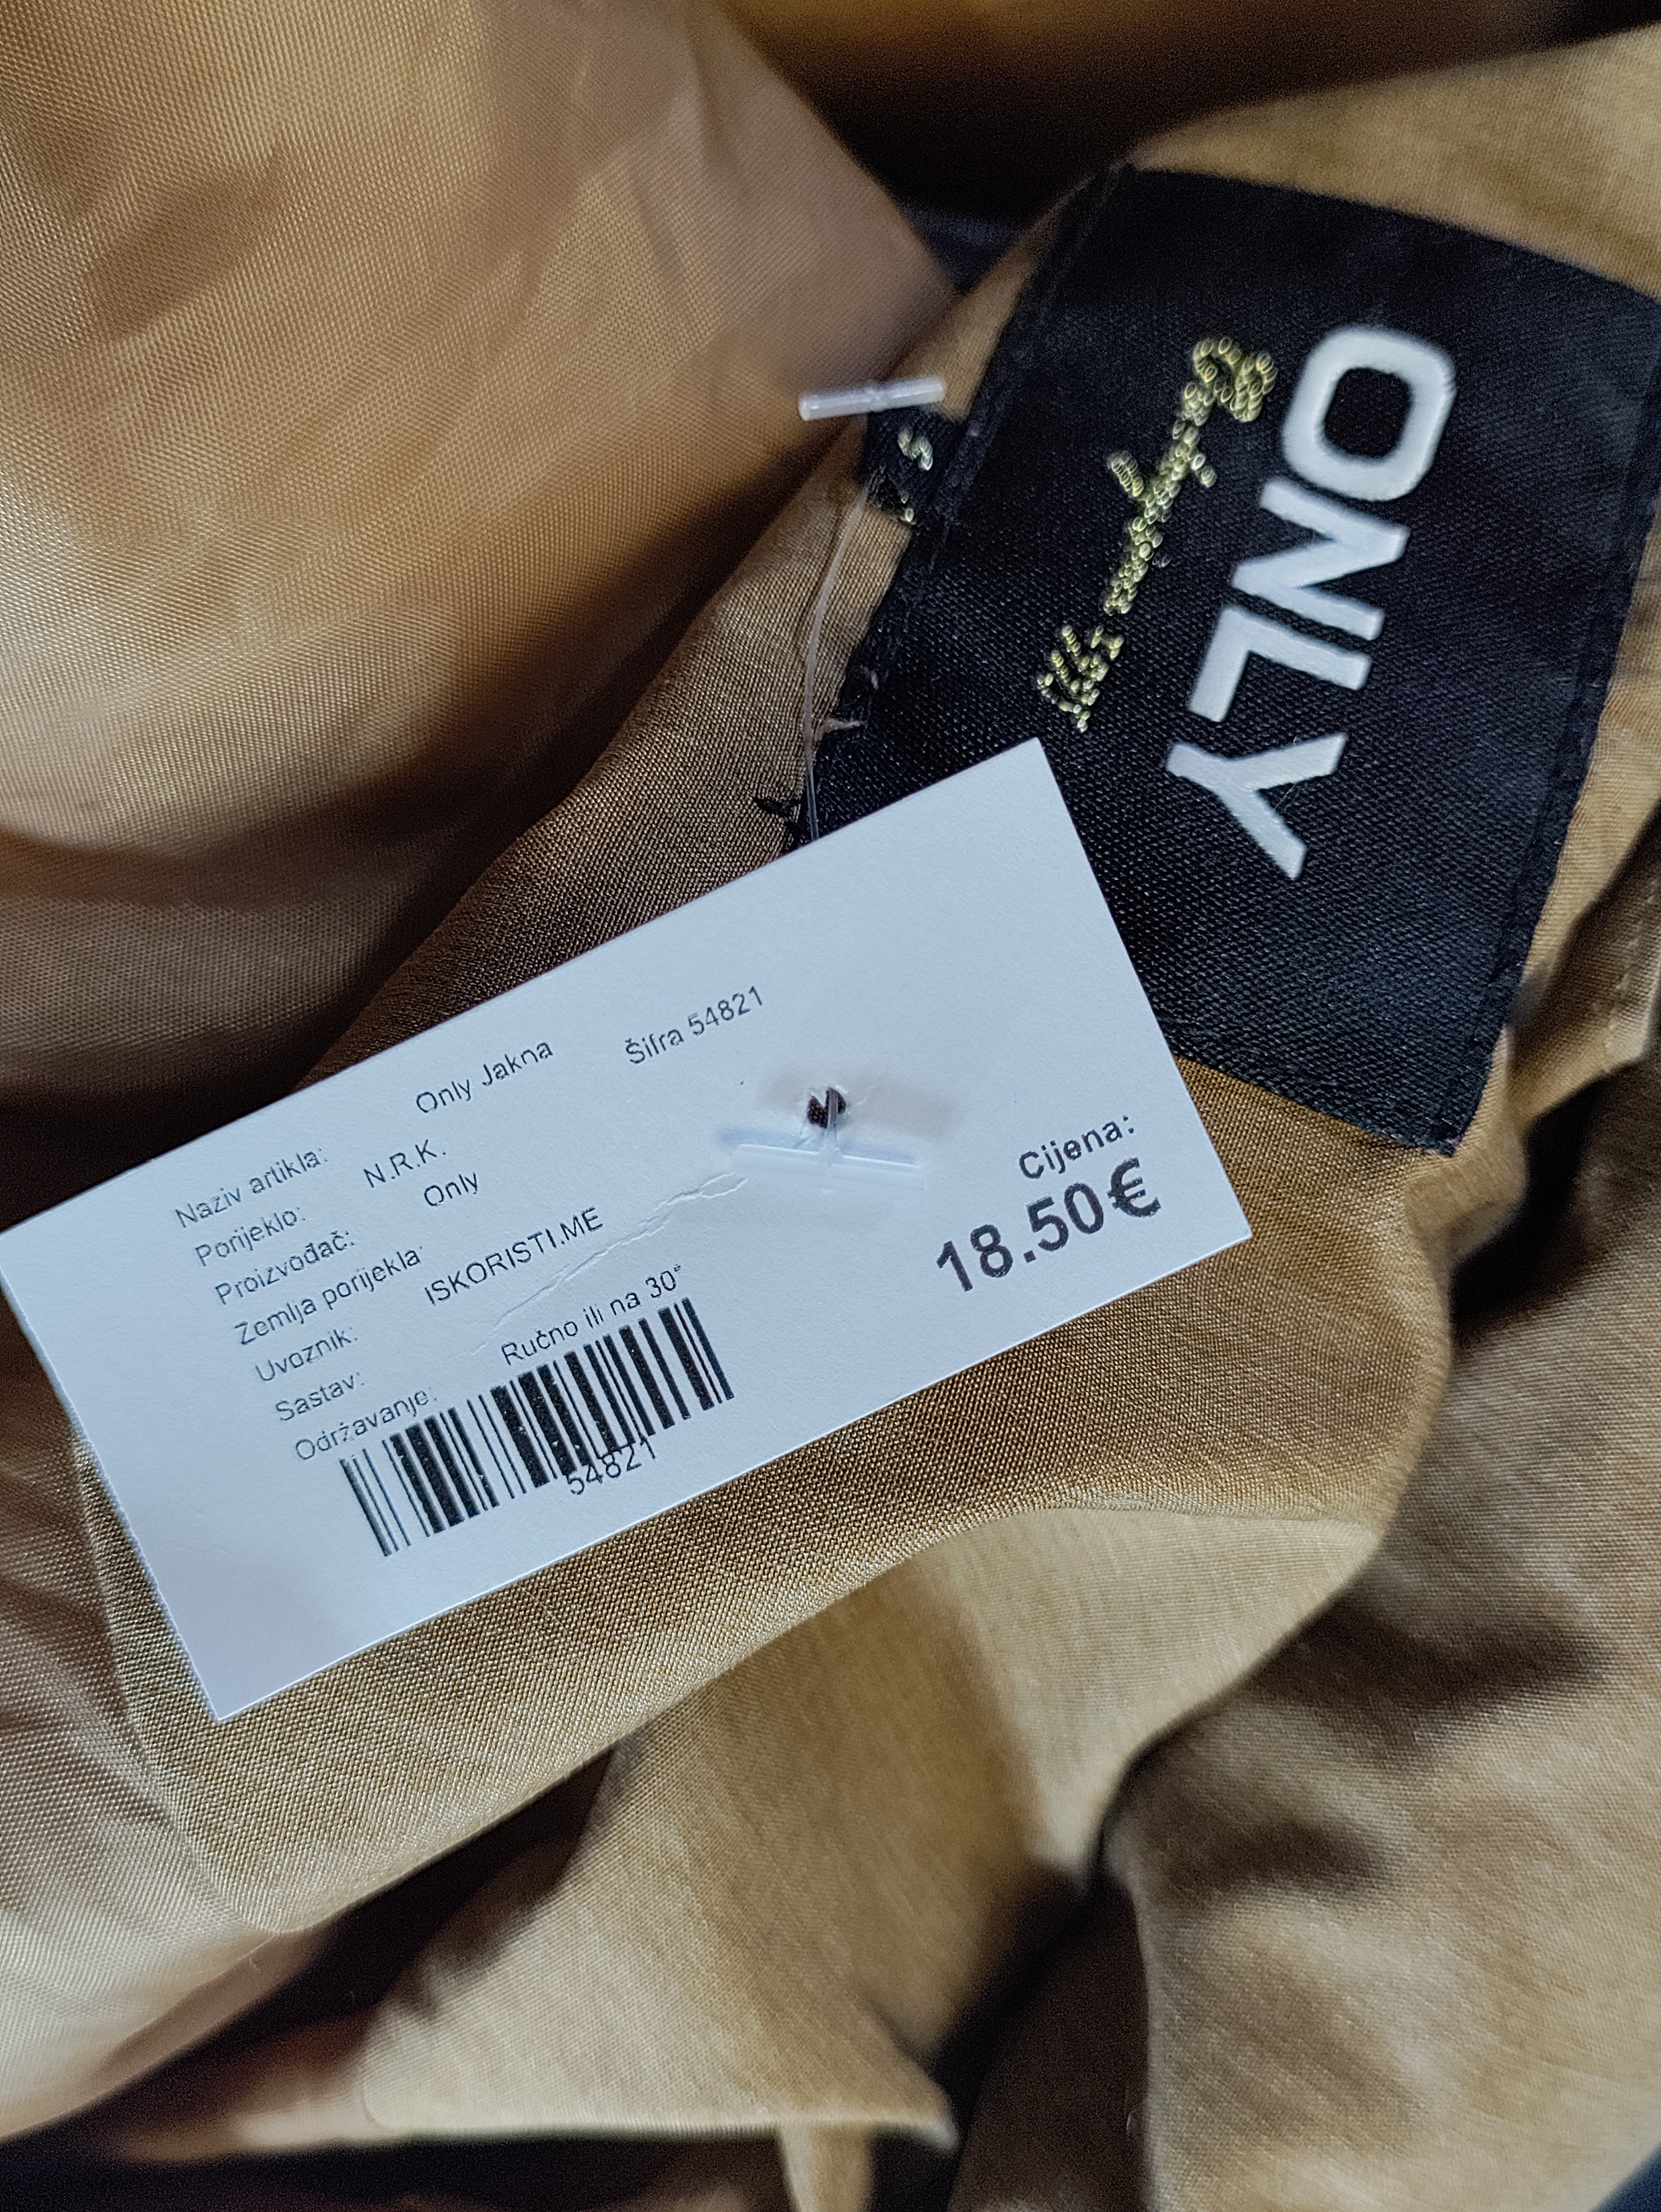 ONLY
S
Only Jakna Šifra 54821
Naziv artikla:
Porijeklo: N.R.K.
Proizvođač: Only
Zemlja porijekla:
Uvoznik: ISKORISTI.ME
Sastav:
Održavanje: Ručno ili na 30°
54821
Cijena:
18.50€